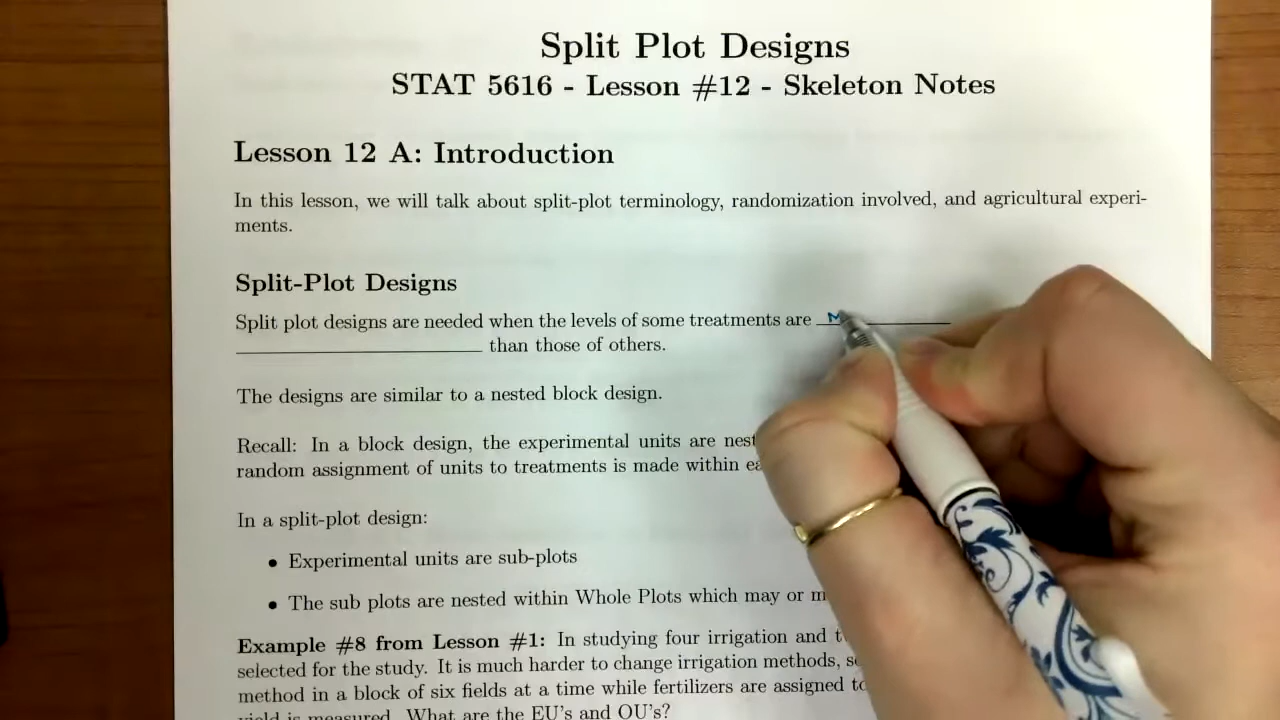 Split Plot Designs
STAT 5616 - Lesson #12 - Skeleton Notes
Lesson 12 A: Introduction
In this lesson, we will talk about split-plot terminology, randomization involved, and agricultural experi-
ments.
Split-Plot Designs
Split plot designs are needed when the levels of some treatments are
than those of others.
The designs are similar to a nested block design.
Recall: In a block design, the experimental units are
random assignment of units to treatments is made within
In a split-plot design:
• Experimental units are sub-plots
• The sub plots are nested within Whole Plots which may or
Example #8 from Lesson #1: In studying four irrigation and
selected for the study. It is much harder to change irrigation methods,
method in a block of six fields at a time while fertilizers are assigned
yield is measured. What are the EU's and OU's?